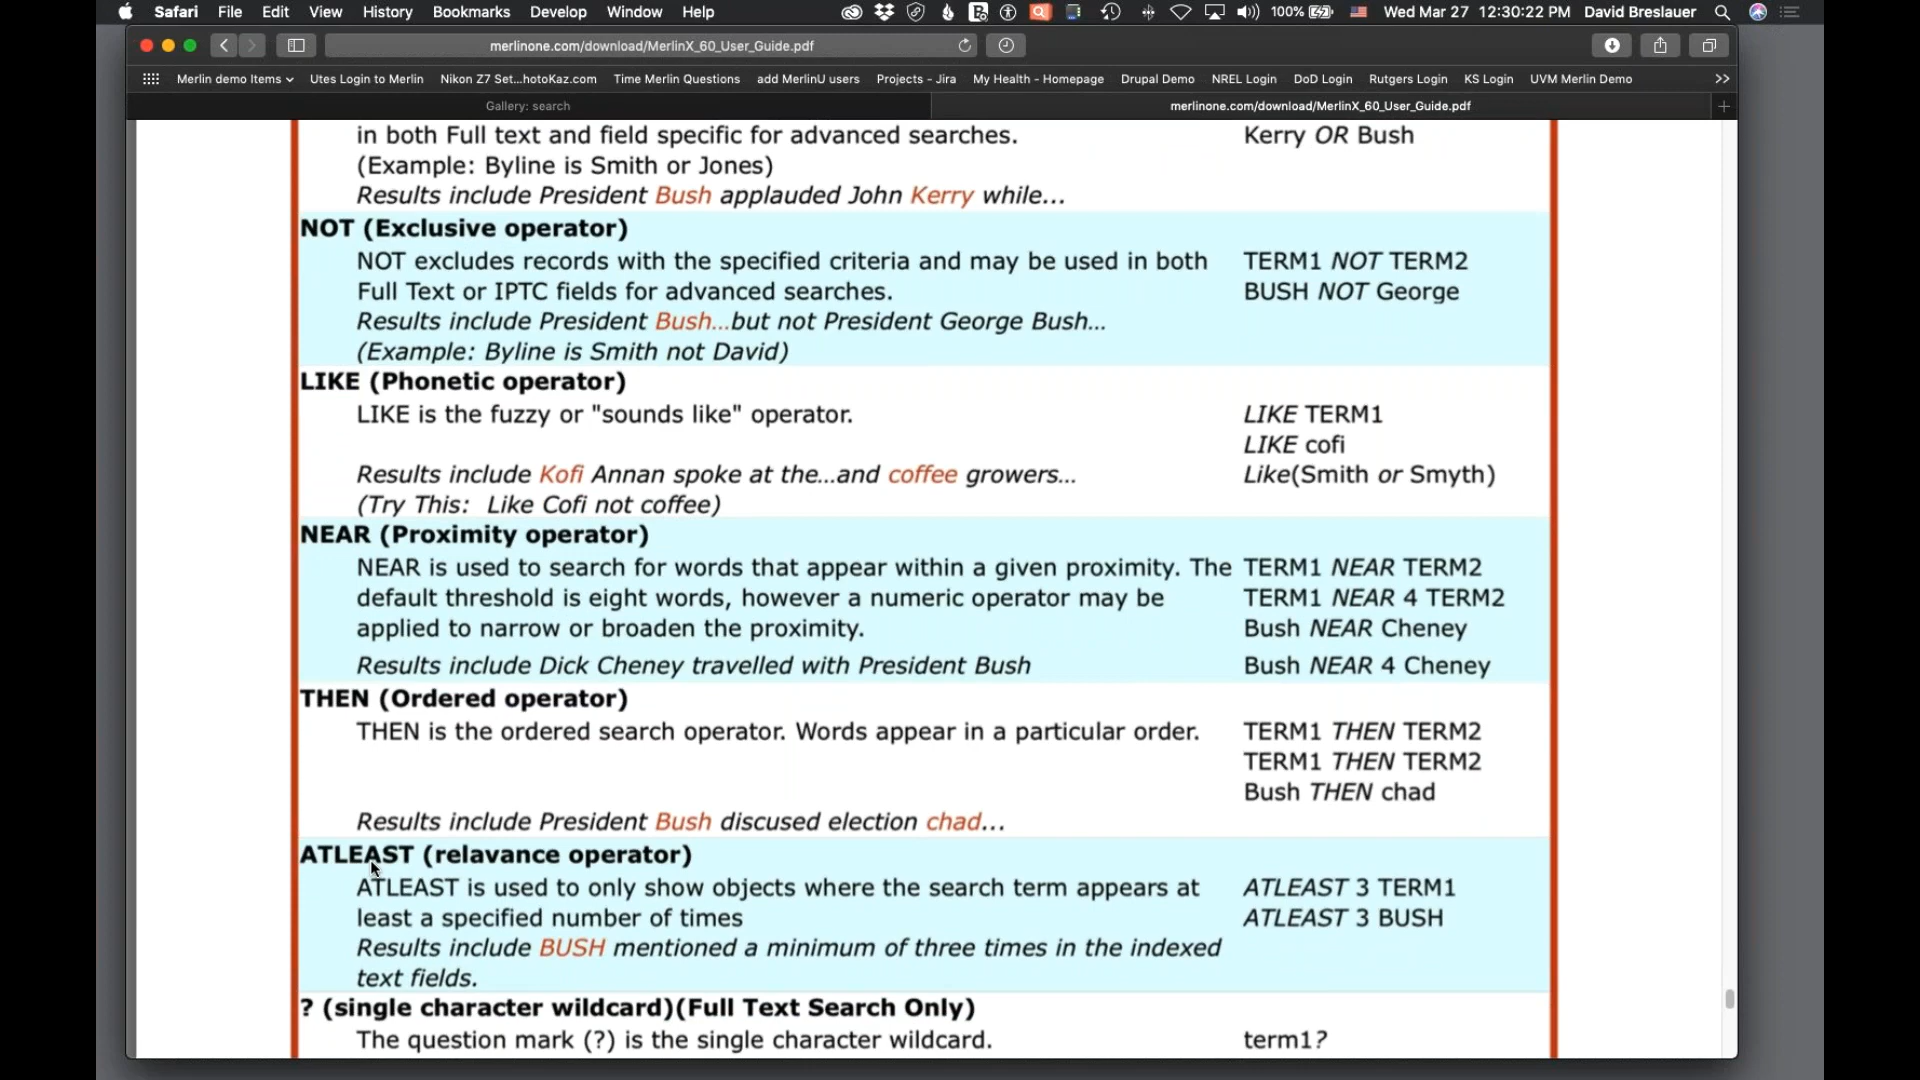 Safari File Edit View History Bookmarks Develop Window Help 100% Wed Mar 27 12:30:22 PM David Breslauer
merlinone.com/download/MerlinX_60_User_Guide.pdf
Merlin demo Items Utes Login to Merlin Nikon Z7 Set...hotoKaz.com Time Merlin Questions add MerlinU users Projects - Jira My Health - Homepage Drupal Demo NREL Login DoD Login Rutgers Login KS Login UVM Merlin Demo >>
Gallery: search merlinone.com/download/MerlinX_60_User_Guide.pdf +
in both Full text and field specific for advanced searches. Kerry OR Bush
(Example: Byline is Smith or Jones)
Results include President Bush applauded John Kerry while...
NOT (Exclusive operator)
NOT excludes records with the specified criteria and may be used in both TERM1 NOT TERM2
Full Text or IPTC fields for advanced searches. BUSH NOT George
Results include President Bush...but not President George Bush...
(Example: Byline is Smith not David)
LIKE (Phonetic operator)
LIKE is the fuzzy or "sounds like" operator. LIKE TERM1
LIKE cofi
Results include Kofi Annan spoke at the...and coffee growers... Like(Smith or Smyth)
(Try This: Like Cofi not coffee)
NEAR (Proximity operator)
NEAR is used to search for words that appear within a given proximity. The TERM1 NEAR TERM2
default threshold is eight words, however a numeric operator may be TERM1 NEAR 4 TERM2
applied to narrow or broaden the proximity. Bush NEAR Cheney
Results include Dick Cheney travelled with President Bush Bush NEAR 4 Cheney
THEN (Ordered operator)
THEN is the ordered search operator. Words appear in a particular order. TERM1 THEN TERM2
TERM1 THEN TERM2
Bush THEN chad
Results include President Bush discused election chad...
ATLEAST (relavance operator)
ATLEAST is used to only show objects where the search term appears at ATLEAST 3 TERM1
least a specified number of times ATLEAST 3 BUSH
Results include BUSH mentioned a minimum of three times in the indexed
text fields.
? (single character wildcard)(Full Text Search Only)
The question mark (?) is the single character wildcard. term1?